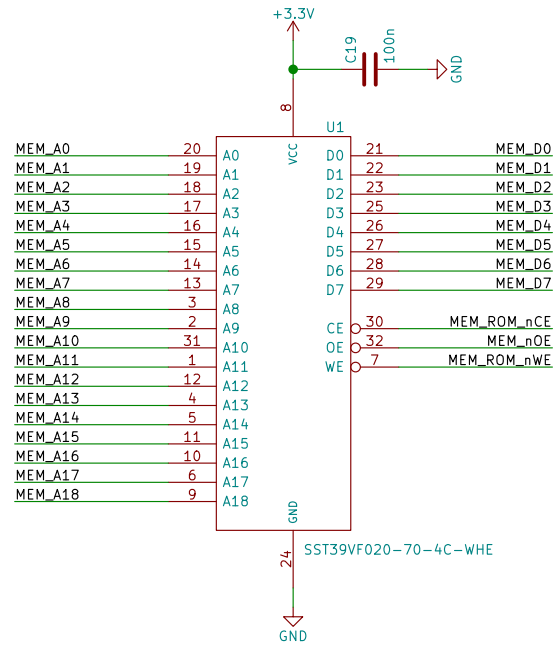 +3.3V
C19
100n
GND
8
U1
VCC
MEM_A0 20 A0 D0 21 MEM_D0
MEM_A1 19 A1 D1 22 MEM_D1
MEM_A2 18 A2 D2 23 MEM_D2
MEM_A3 17 A3 D3 25 MEM_D3
MEM_A4 16 A4 D4 26 MEM_D4
MEM_A5 15 A5 D5 27 MEM_D5
MEM_A6 14 A6 D6 28 MEM_D6
MEM_A7 13 A7 D7 29 MEM_D7
MEM_A8 3 A8
MEM_A9 2 A9 CE 30 MEM_ROM_nCE
MEM_A10 31 A10 OE 32 MEM_nOE
MEM_A11 1 A11 WE 7 MEM_ROM_nWE
MEM_A12 12 A12
MEM_A13 4 A13
MEM_A14 5 A14
MEM_A15 11 A15
MEM_A16 10 A16
MEM_A17 6 A17
MEM_A18 9 A18
GND
SST39VF020-70-4C-WHE
24
GND